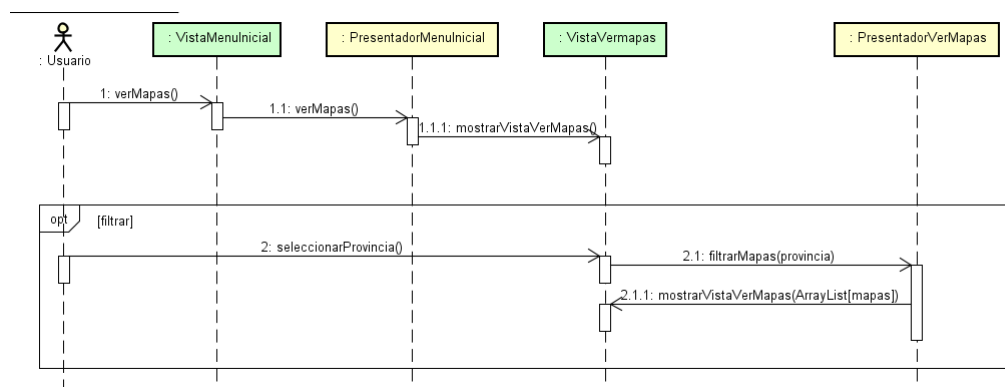 : Usuario
: VistaMenuInicial
: PresentadorMenuInicial
: VistaVermapas
: PresentadorVerMapas
1: verMapas()
1.1: verMapas()
1.1.1: mostrarVistaVerMapas()
opt
[filtrar]
2: seleccionarProvincia()
2.1: filtrarMapas(provincia)
2.1.1: mostrarVistaVerMapas(ArrayList[mapas])